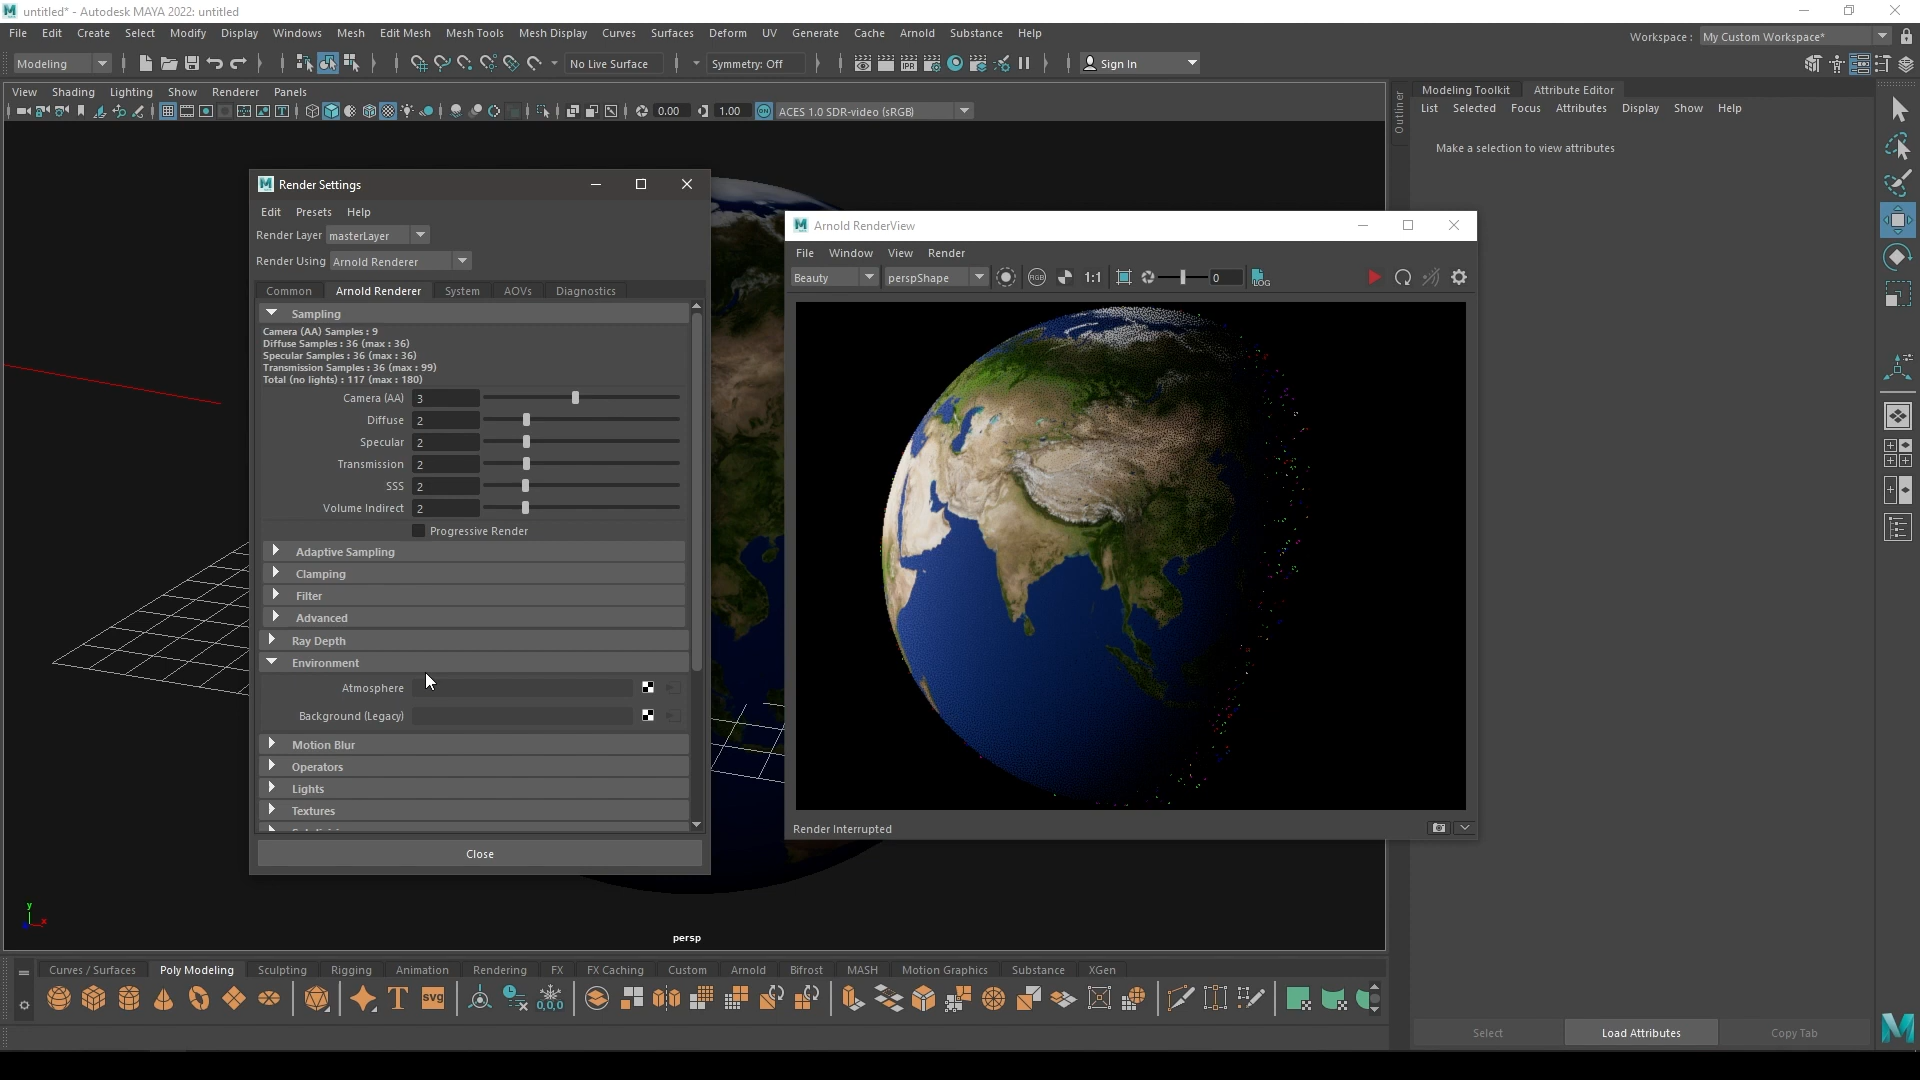 untitled* - Autodesk MAYA 2022: untitled
File Edit Create Select Modify Display Windows Mesh Edit Mesh Mesh Tools Mesh Display Curves Surfaces Deform UV Generate Cache Arnold Substance Help
Workspace : My Custom Workspace*
Modeling No Live Surface Symmetry: Off IPR Sign In
View Shading Lighting Show Renderer Panels
0.00 1.00 ON ACES 1.0 SDR-video (sRGB)
Outliner
Modeling Toolkit Attribute Editor
List Selected Focus Attributes Display Show Help
Make a selection to view attributes
Render Settings
Edit Presets Help
Render Layer masterLayer
Render Using Arnold Renderer
Common Arnold Renderer System AOVs Diagnostics
Sampling
Camera (AA) Samples : 9
Diffuse Samples : 36 (max : 36)
Specular Samples : 36 (max : 36)
Transmission Samples : 36 (max : 99)
Total (no lights) : 117 (max : 180)
Camera (AA) 3
Diffuse 2
Specular 2
Transmission 2
SSS 2
Volume Indirect 2
Progressive Render
Adaptive Sampling
Clamping
Filter
Advanced
Ray Depth
Environment
Atmosphere
Background (Legacy)
Motion Blur
Operators
Lights
Textures
Close
Arnold RenderView
File Window View Render
Beauty perspShape RGB 1:1 0 LOG
Render Interrupted
y
x
persp
Curves / Surfaces Poly Modeling Sculpting Rigging Animation Rendering FX FX Caching Custom Arnold Bifrost MASH Motion Graphics Substance XGen
T svg 0,0,0
Select Load Attributes Copy Tab